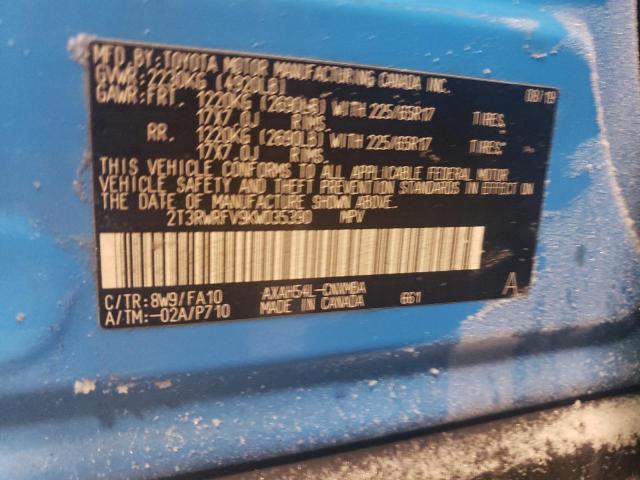 MFD.BY:TOYOTA MOTOR MANUFACTURING CANADA INC.
GVWR:2230KG (4920LB) 08/19
GAWR:FRT. 1220KG (2690LB) WITH 225/65R17 TIRES,
17X7.0J RIMS,
RR. 1220KG (2690LB) WITH 225/65R17 TIRES,
17X7.0J RIMS,
THIS VEHICLE CONFORMS TO ALL APPLICABLE FEDERAL MOTOR
VEHICLE SAFETY AND THEFT PREVENTION STANDARDS IN EFFECT ON
THE DATE OF MANUFACTURE SHOWN ABOVE.
2T3RWRFV9KW035390 MPV
C/TR:8W9/FA10 AXAH54L-CNXMBA 661 A
A/TM:-02A/P710 MADE IN CANADA